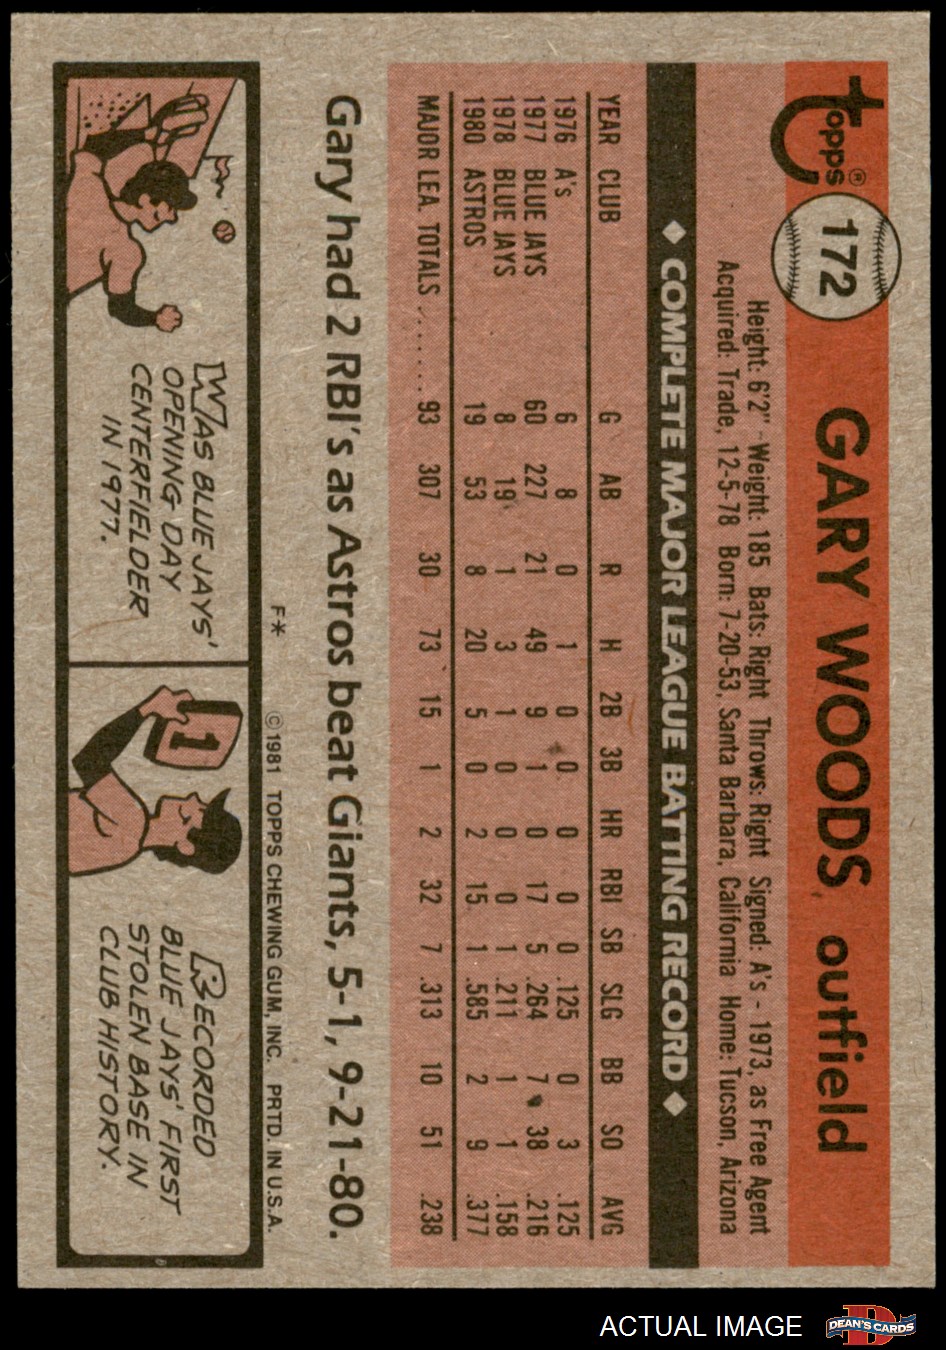 Topps®
172
GARY WOODS outfield
Height: 6'2" Weight: 185 Bats: Right Throws: Right Signed: A's - 1973, as Free Agent
Acquired: Trade, 12-5-78 Born: 7-20-53, Santa Barbara, California Home: Tucson, Arizona
◆ COMPLETE MAJOR LEAGUE BATTING RECORD ◆
YEAR CLUB G AB R H 2B 3B HR RBI SB SLG BB SO AVG
1976 A's 6 8 0 1 0 0 0 0 0 .125 0 3 .125
1977 BLUE JAYS 60 227 21 49 9 1 0 17 5 .264 7 38 .216
1978 BLUE JAYS 8 19 1 3 1 0 0 0 1 .211 1 1 .158
1980 ASTROS 19 53 8 20 5 0 2 15 1 .585 2 9 .377
MAJOR LEA. TOTALS ...... 93 307 30 73 15 1 2 32 7 .313 10 51 .238
Gary had 2 RBI's as Astros beat Giants, 5-1, 9-21-80.
F* ©1981 TOPPS CHEWING GUM, INC. PRTD. IN U.S.A.
WAS BLUE JAYS'
OPENING DAY
CENTERFIELDER
IN 1977.
1
RECORDED
BLUE JAYS' FIRST
STOLEN BASE IN
CLUB HISTORY.
D
ACTUAL IMAGE
DEAN'S CARDS